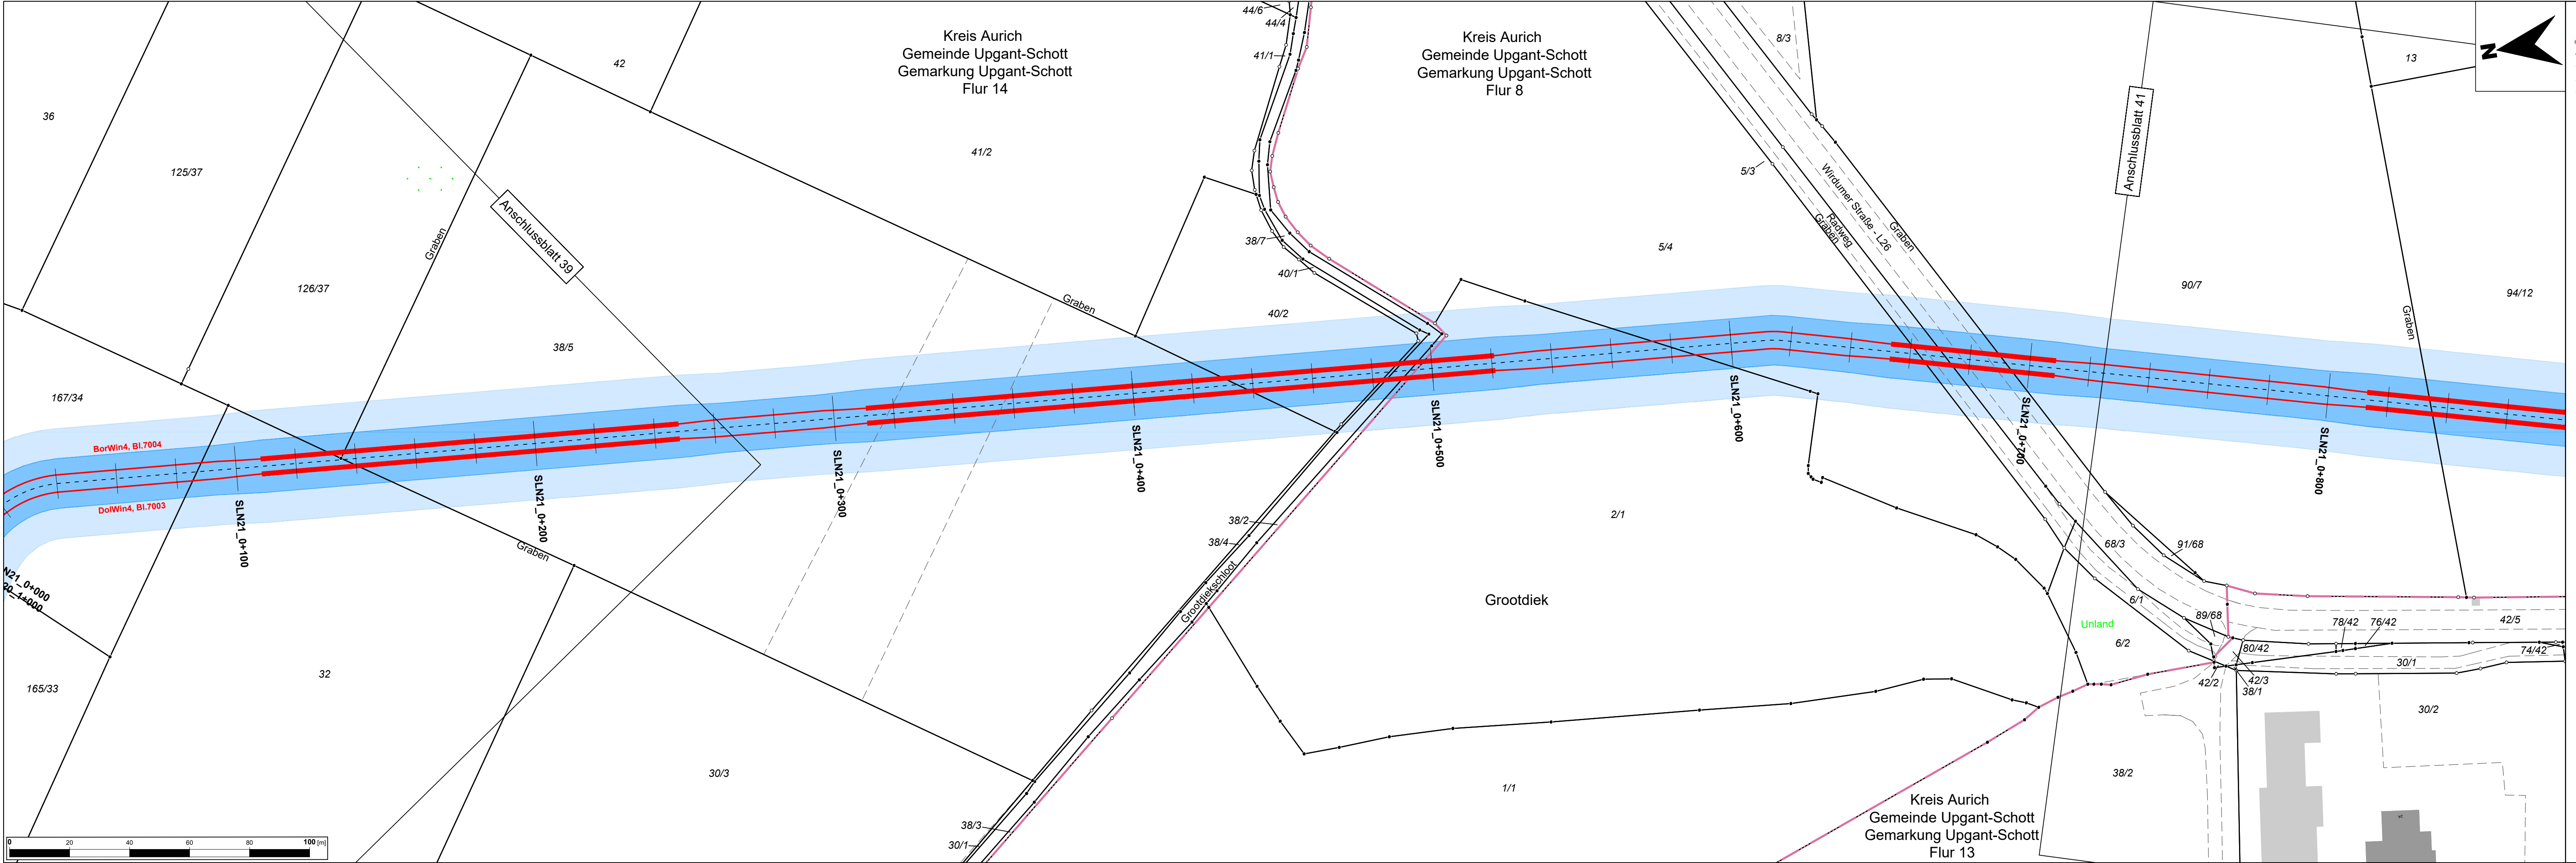 Kreis Aurich
Gemeinde Upgant-Schott
Gemarkung Upgant-Schott
Flur 14
Kreis Aurich
Gemeinde Upgant-Schott
Gemarkung Upgant-Schott
Flur 8
N
44/6
44/4
41/1
42
36
125/37
41/2
8/3
13
5/3
Wirdumer Straße - L26
Graben
Radweg
Graben
Anschlussblatt 41
Anschlussblatt 39
Graben
126/37
38/7
40/1
40/2
5/4
90/7
94/12
Graben
Graben
38/5
167/34
BorWin4, Bl.7004
DolWin4, Bl.7003
SLN21_0+100
SLN21_0+200
SLN21_0+300
SLN21_0+400
SLN21_0+500
SLN21_0+600
SLN21_0+700
SLN21_0+800
N21_0+000
20_1+000
Graben
38/2
38/4
Grootdiekschloot
2/1
Grootdiek
68/3
91/68
6/1
89/68
Unland
6/2
80/42
78/42
76/42
42/5
74/42
30/1
42/2
42/3
38/1
30/2
165/33
32
30/3
1/1
38/2
38/3
30/1
Kreis Aurich
Gemeinde Upgant-Schott
Gemarkung Upgant-Schott
Flur 13
0 20 40 60 80 100 [m]